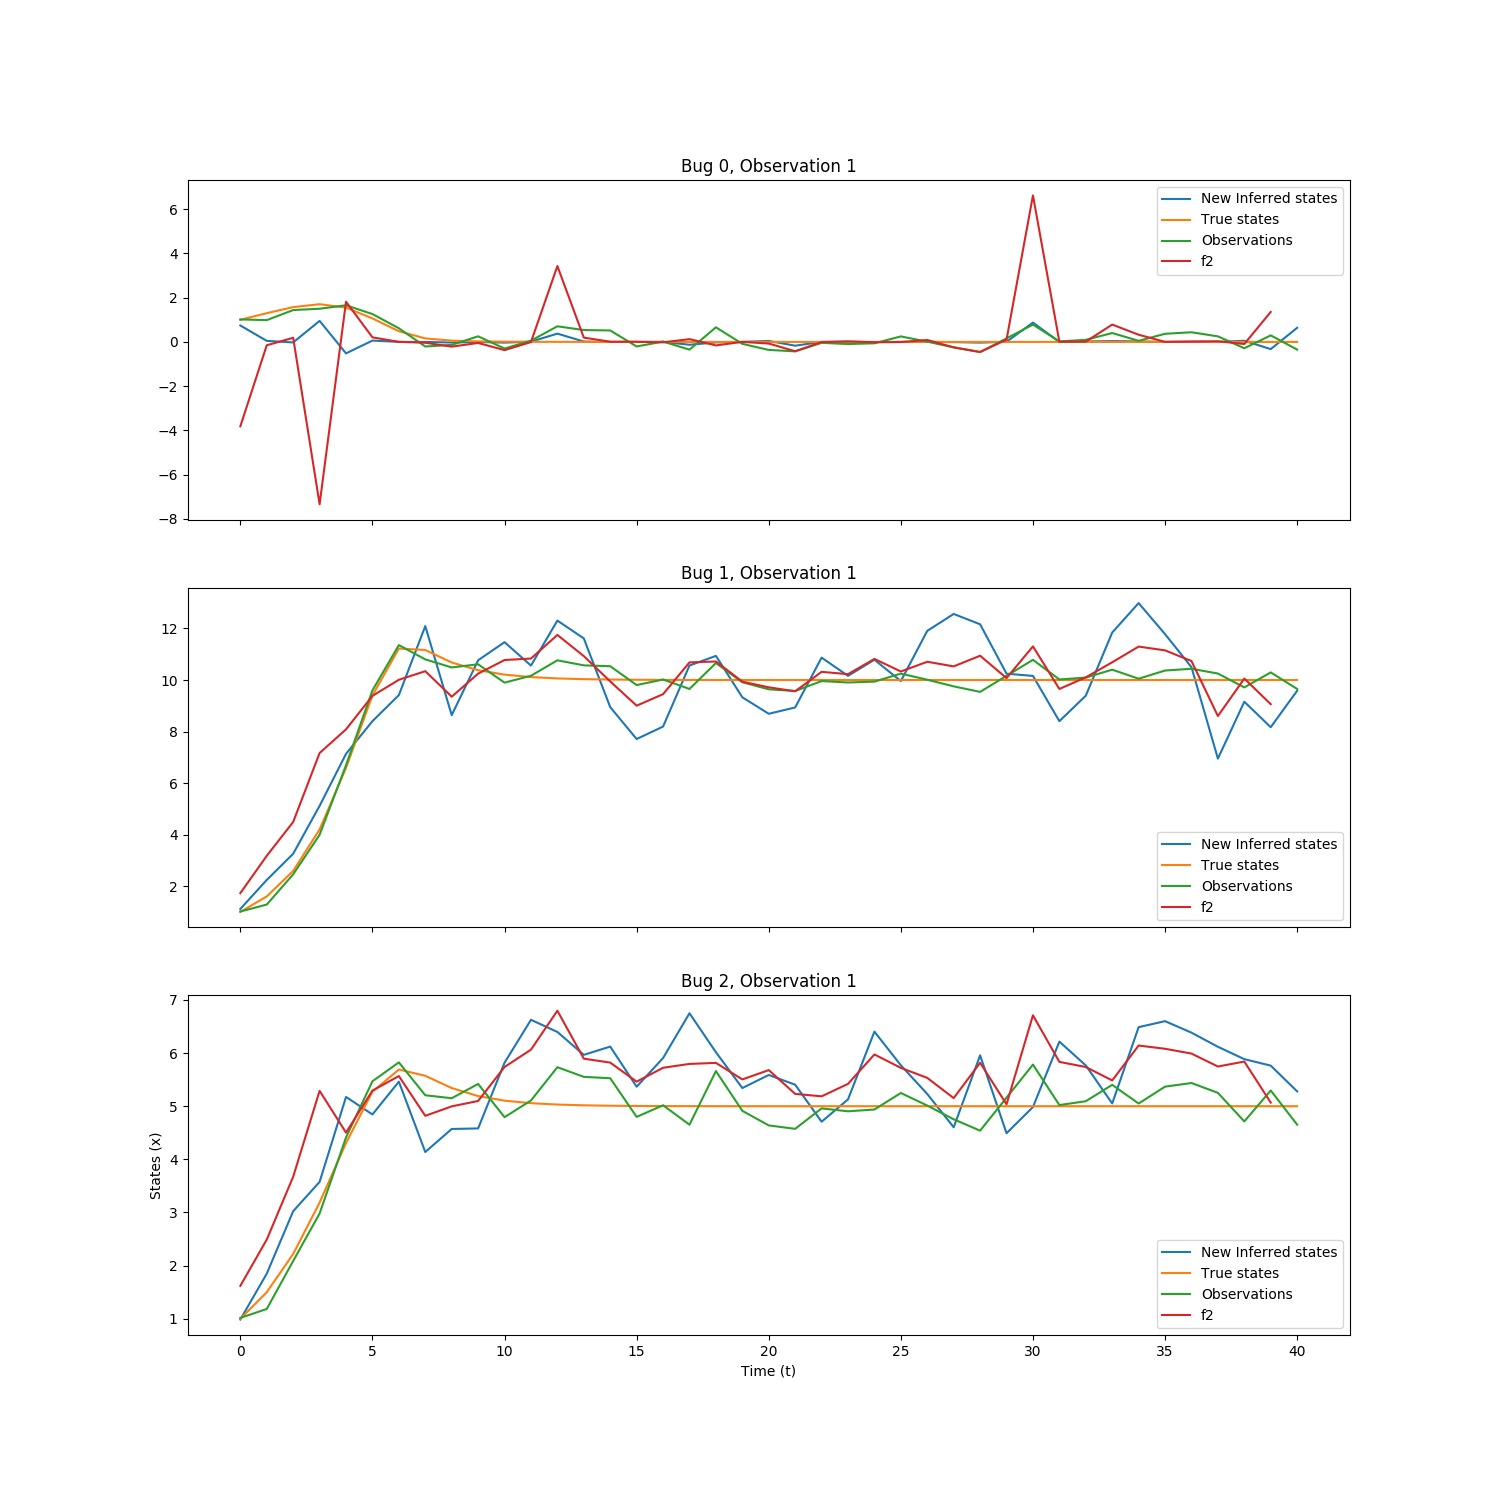 Bug 0, Observation 1
6
4
2
0
−2
−4
−6
−8
New Inferred states
True states
Observations
f2
Bug 1, Observation 1
12
10
8
6
4
2
New Inferred states
True states
Observations
f2
Bug 2, Observation 1
7
6
5
4
3
2
1
States (x)
New Inferred states
True states
Observations
f2
0 5 10 15 20 25 30 35 40
Time (t)